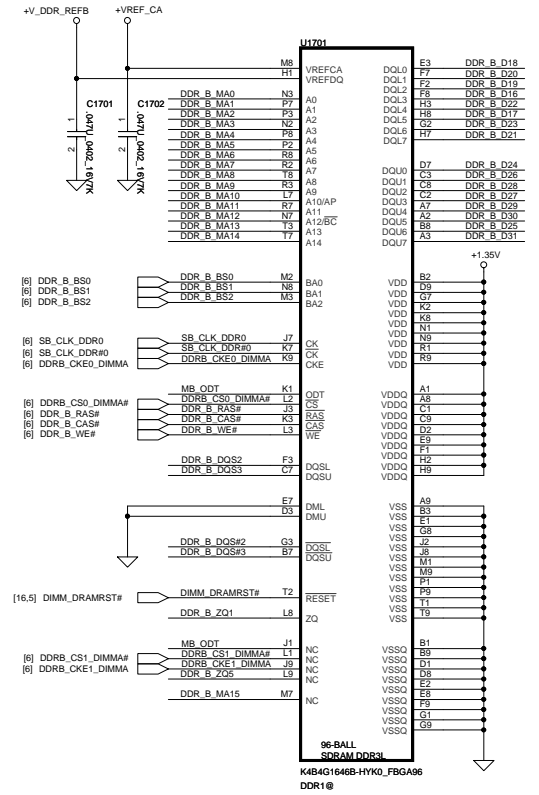 +V_DDR_REFB
+VREF_CA
U1701
C1701
C1702
1
2
.047U_0402_16V7K
1
2
.047U_0402_16V7K
M8 VREFCA
H1 VREFDQ
DDR_B_MA0 N3 A0
DDR_B_MA1 P7 A1
DDR_B_MA2 P3 A2
DDR_B_MA3 N2 A3
DDR_B_MA4 P8 A4
DDR_B_MA5 P2 A5
DDR_B_MA6 R8 A6
DDR_B_MA7 R2 A7
DDR_B_MA8 T8 A8
DDR_B_MA9 R3 A9
DDR_B_MA10 L7 A10/AP
DDR_B_MA11 R7 A11
DDR_B_MA12 N7 A12/BC
DDR_B_MA13 T3 A13
DDR_B_MA14 T7 A14
[6] DDR_B_BS0 DDR_B_BS0 M2 BA0
[6] DDR_B_BS1 DDR_B_BS1 N8 BA1
[6] DDR_B_BS2 DDR_B_BS2 M3 BA2
[6] SB_CLK_DDR0 SB_CLK_DDR0 J7 CK
[6] SB_CLK_DDR#0 SB_CLK_DDR#0 K7 CK
[6] DDRB_CKE0_DIMMA DDRB_CKE0_DIMMA K9 CKE
MB_ODT K1 ODT
[6] DDRB_CS0_DIMMA# DDRB_CS0_DIMMA# L2 CS
[6] DDR_B_RAS# DDR_B_RAS# J3 RAS
[6] DDR_B_CAS# DDR_B_CAS# K3 CAS
[6] DDR_B_WE# DDR_B_WE# L3 WE
DDR_B_DQS2 F3 DQSL
DDR_B_DQS3 C7 DQSU
E7 DML
D3 DMU
DDR_B_DQS#2 G3 DQSL
DDR_B_DQS#3 B7 DQSU
[16,5] DIMM_DRAMRST# DIMM_DRAMRST# T2 RESET
DDR_B_ZQ1 L8 ZQ
MB_ODT J1 NC
[6] DDRB_CS1_DIMMA# DDRB_CS1_DIMMA# L1 NC
[6] DDRB_CKE1_DIMMA DDRB_CKE1_DIMMA J9 NC
DDR_B_ZQ5 L9 NC
DDR_B_MA15 M7 NC
DQL0 E3 DDR_B_D18
DQL1 F7 DDR_B_D20
DQL2 F2 DDR_B_D19
DQL3 F8 DDR_B_D16
DQL4 H3 DDR_B_D22
DQL5 H8 DDR_B_D17
DQL6 G2 DDR_B_D23
DQL7 H7 DDR_B_D21
DQU0 D7 DDR_B_D24
DQU1 C3 DDR_B_D26
DQU2 C8 DDR_B_D28
DQU3 C2 DDR_B_D27
DQU4 A7 DDR_B_D29
DQU5 A2 DDR_B_D30
DQU6 B8 DDR_B_D25
DQU7 A3 DDR_B_D31
+1.35V
VDD B2
VDD D9
VDD G7
VDD K2
VDD K8
VDD N1
VDD N9
VDD R1
VDD R9
VDDQ A1
VDDQ A8
VDDQ C1
VDDQ C9
VDDQ D2
VDDQ E9
VDDQ F1
VDDQ H2
VDDQ H9
VSS A9
VSS B3
VSS E1
VSS G8
VSS J2
VSS J8
VSS M1
VSS M9
VSS P1
VSS P9
VSS T1
VSS T9
VSSQ B1
VSSQ B9
VSSQ D1
VSSQ D8
VSSQ E2
VSSQ E8
VSSQ F9
VSSQ G1
VSSQ G9
96-BALL
SDRAM DDR3L
K4B4G1646B-HYK0_FBGA96
DDR1@